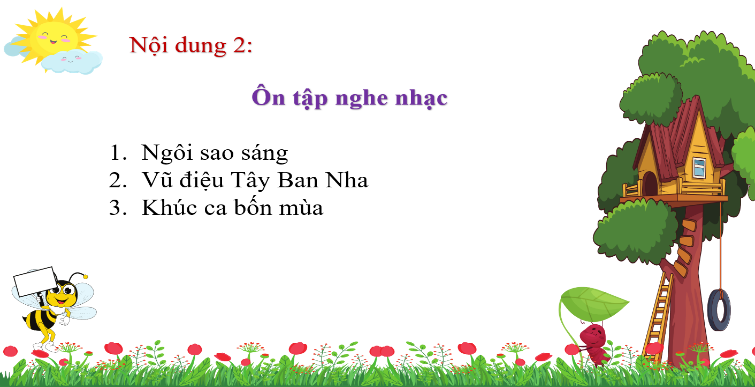 Nội dung 2:
Ôn tập nghe nhạc
1. Ngôi sao sáng
2. Vũ điệu Tây Ban Nha
3. Khúc ca bốn mùa